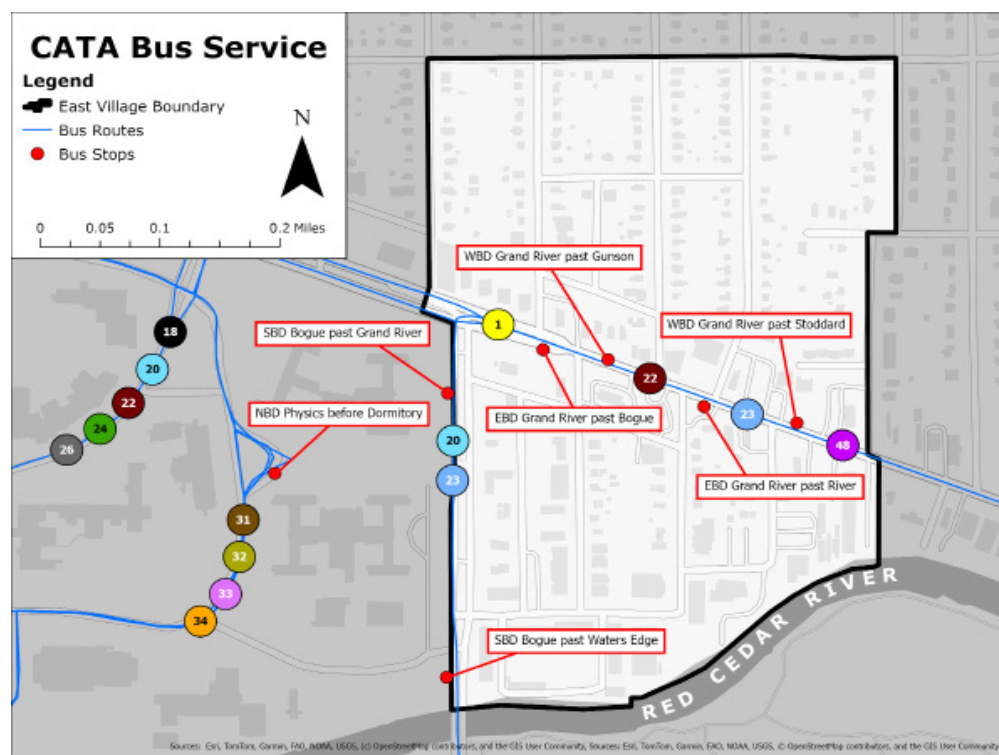 CATA Bus Service
Legend
East Village Boundary
Bus Routes
Bus Stops
N
0 0.05 0.1 0.2 Miles
WBD Grand River past Gunson
SBD Bogue past Grand River
WBD Grand River past Stoddard
NBD Physics before Dormitory
EBD Grand River past Bogue
EBD Grand River past River
SBD Bogue past Waters Edge
18
20
22
24
26
31
32
33
34
1
22
23
48
20
23
RED CEDAR RIVER
Sources: Esri, TomTom, Garmin, FAO, NOAA, USGS, (c) OpenStreetMap contributors, and the GIS User Community, Sources: Esri, TomTom, Garmin, FAO, NOAA, USGS, © OpenStreetMap contributors, and the GIS User Community